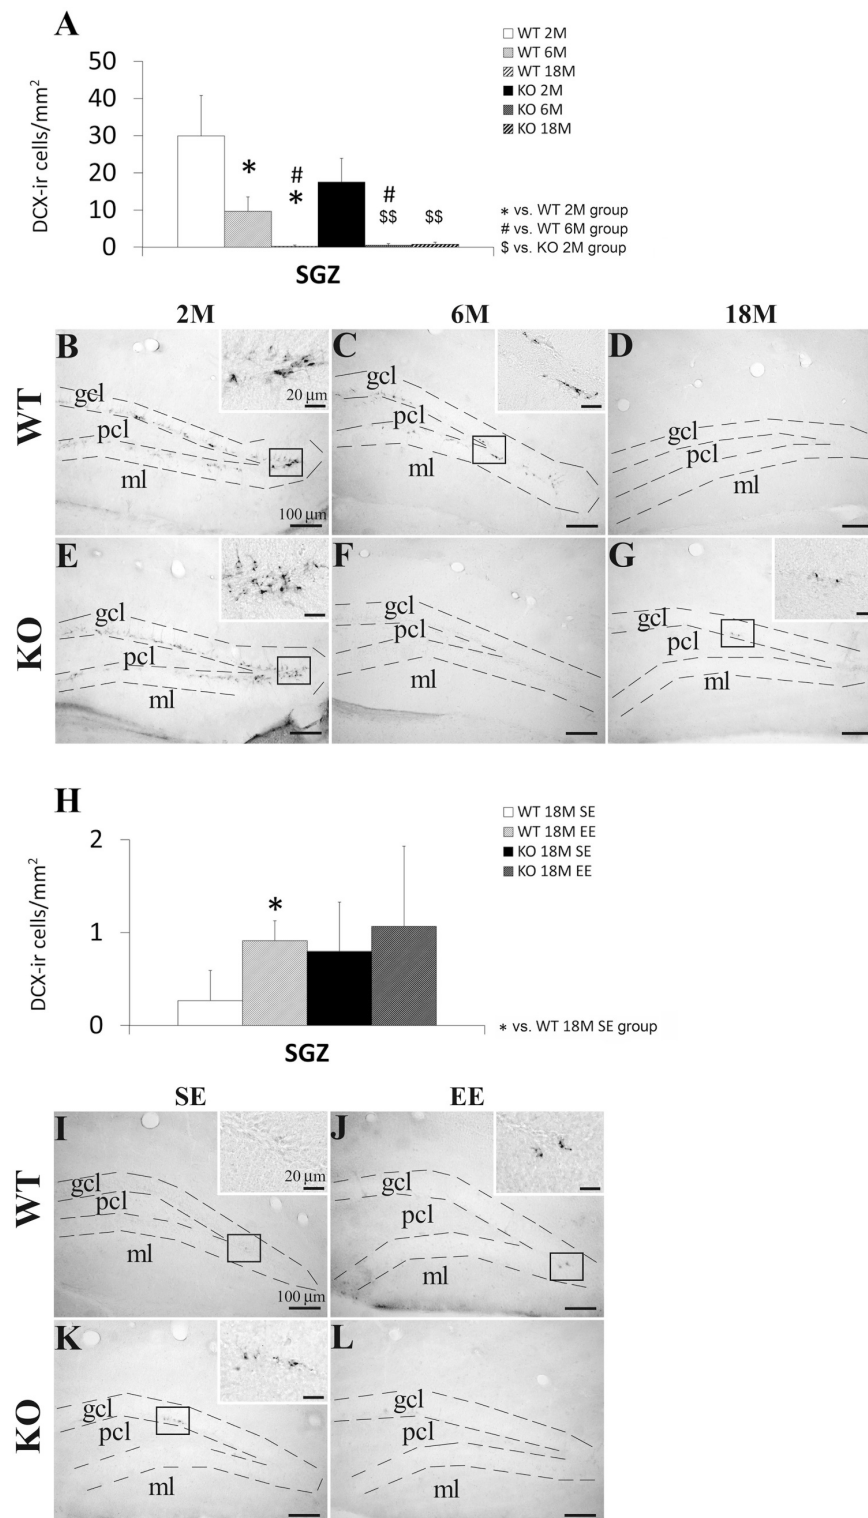 A
WT 2M
WT 6M
WT 18M
KO 2M
KO 6M
KO 18M
DCX-ir cells/mm²
50
40
30
20
10
0
*
#
*
#
$$
$$
SGZ
* vs. WT 2M group
# vs. WT 6M group
$ vs. KO 2M group
2M
6M
18M
WT
B
gcl
pcl
ml
20 µm
100 µm
C
gcl
pcl
ml
D
gcl
pcl
ml
KO
E
gcl
pcl
ml
F
gcl
pcl
ml
G
gcl
pcl
ml
H
WT 18M SE
WT 18M EE
KO 18M SE
KO 18M EE
DCX-ir cells/mm²
2
1
0
*
SGZ
* vs. WT 18M SE group
SE
EE
WT
I
gcl
pcl
ml
20 µm
100 µm
J
gcl
pcl
ml
KO
K
gcl
pcl
ml
L
gcl
pcl
ml